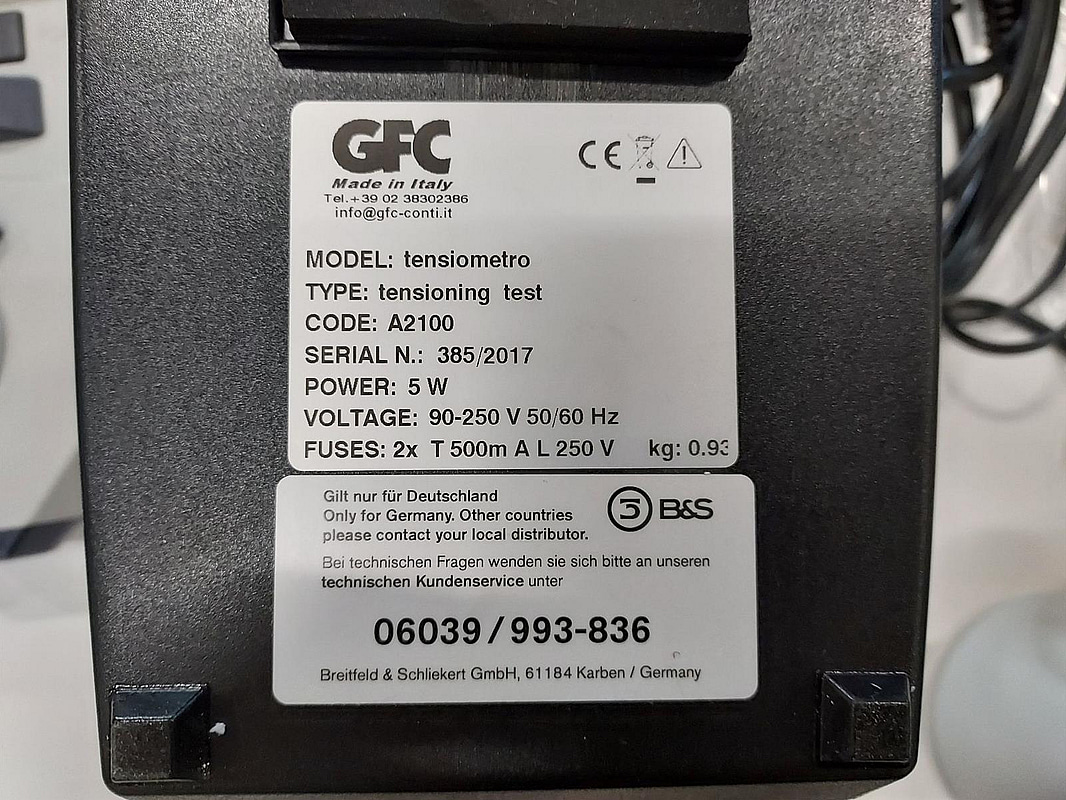 GFC
Made in Italy
Tel.+39 02 38302386
info@gfc-conti.it
CE
MODEL: tensiometro
TYPE: tensioning test
CODE: A2100
SERIAL N.: 385/2017
POWER: 5 W
VOLTAGE: 90-250 V 50/60 Hz
FUSES: 2x T 500m A L 250 V kg: 0.93
Gilt nur für Deutschland
Only for Germany. Other countries
please contact your local distributor.
B&S
Bei technischen Fragen wenden sie sich bitte an unseren
technischen Kundenservice unter
06039/993-836
Breitfeld & Schliekert GmbH, 61184 Karben / Germany